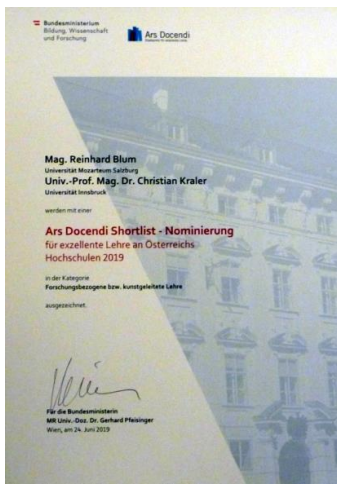 Bundesministerium
Bildung, Wissenschaft
und Forschung
Ars Docendi
Mag. Reinhard Blum
Universität Mozarteum Salzburg
Univ.-Prof. Mag. Dr. Christian Kraler
Universität Innsbruck
werden mit einer
Ars Docendi Shortlist - Nominierung
für exzellente Lehre an Österreichs
Hochschulen 2019
in der Kategorie
Forschungsbezogene bzw. kunstgeleitete Lehre
ausgezeichnet.
Für die Bundesministerin
MR Univ.-Doz. Dr. Gerhard Pfeisinger
Wien, am 24. Juni 2019